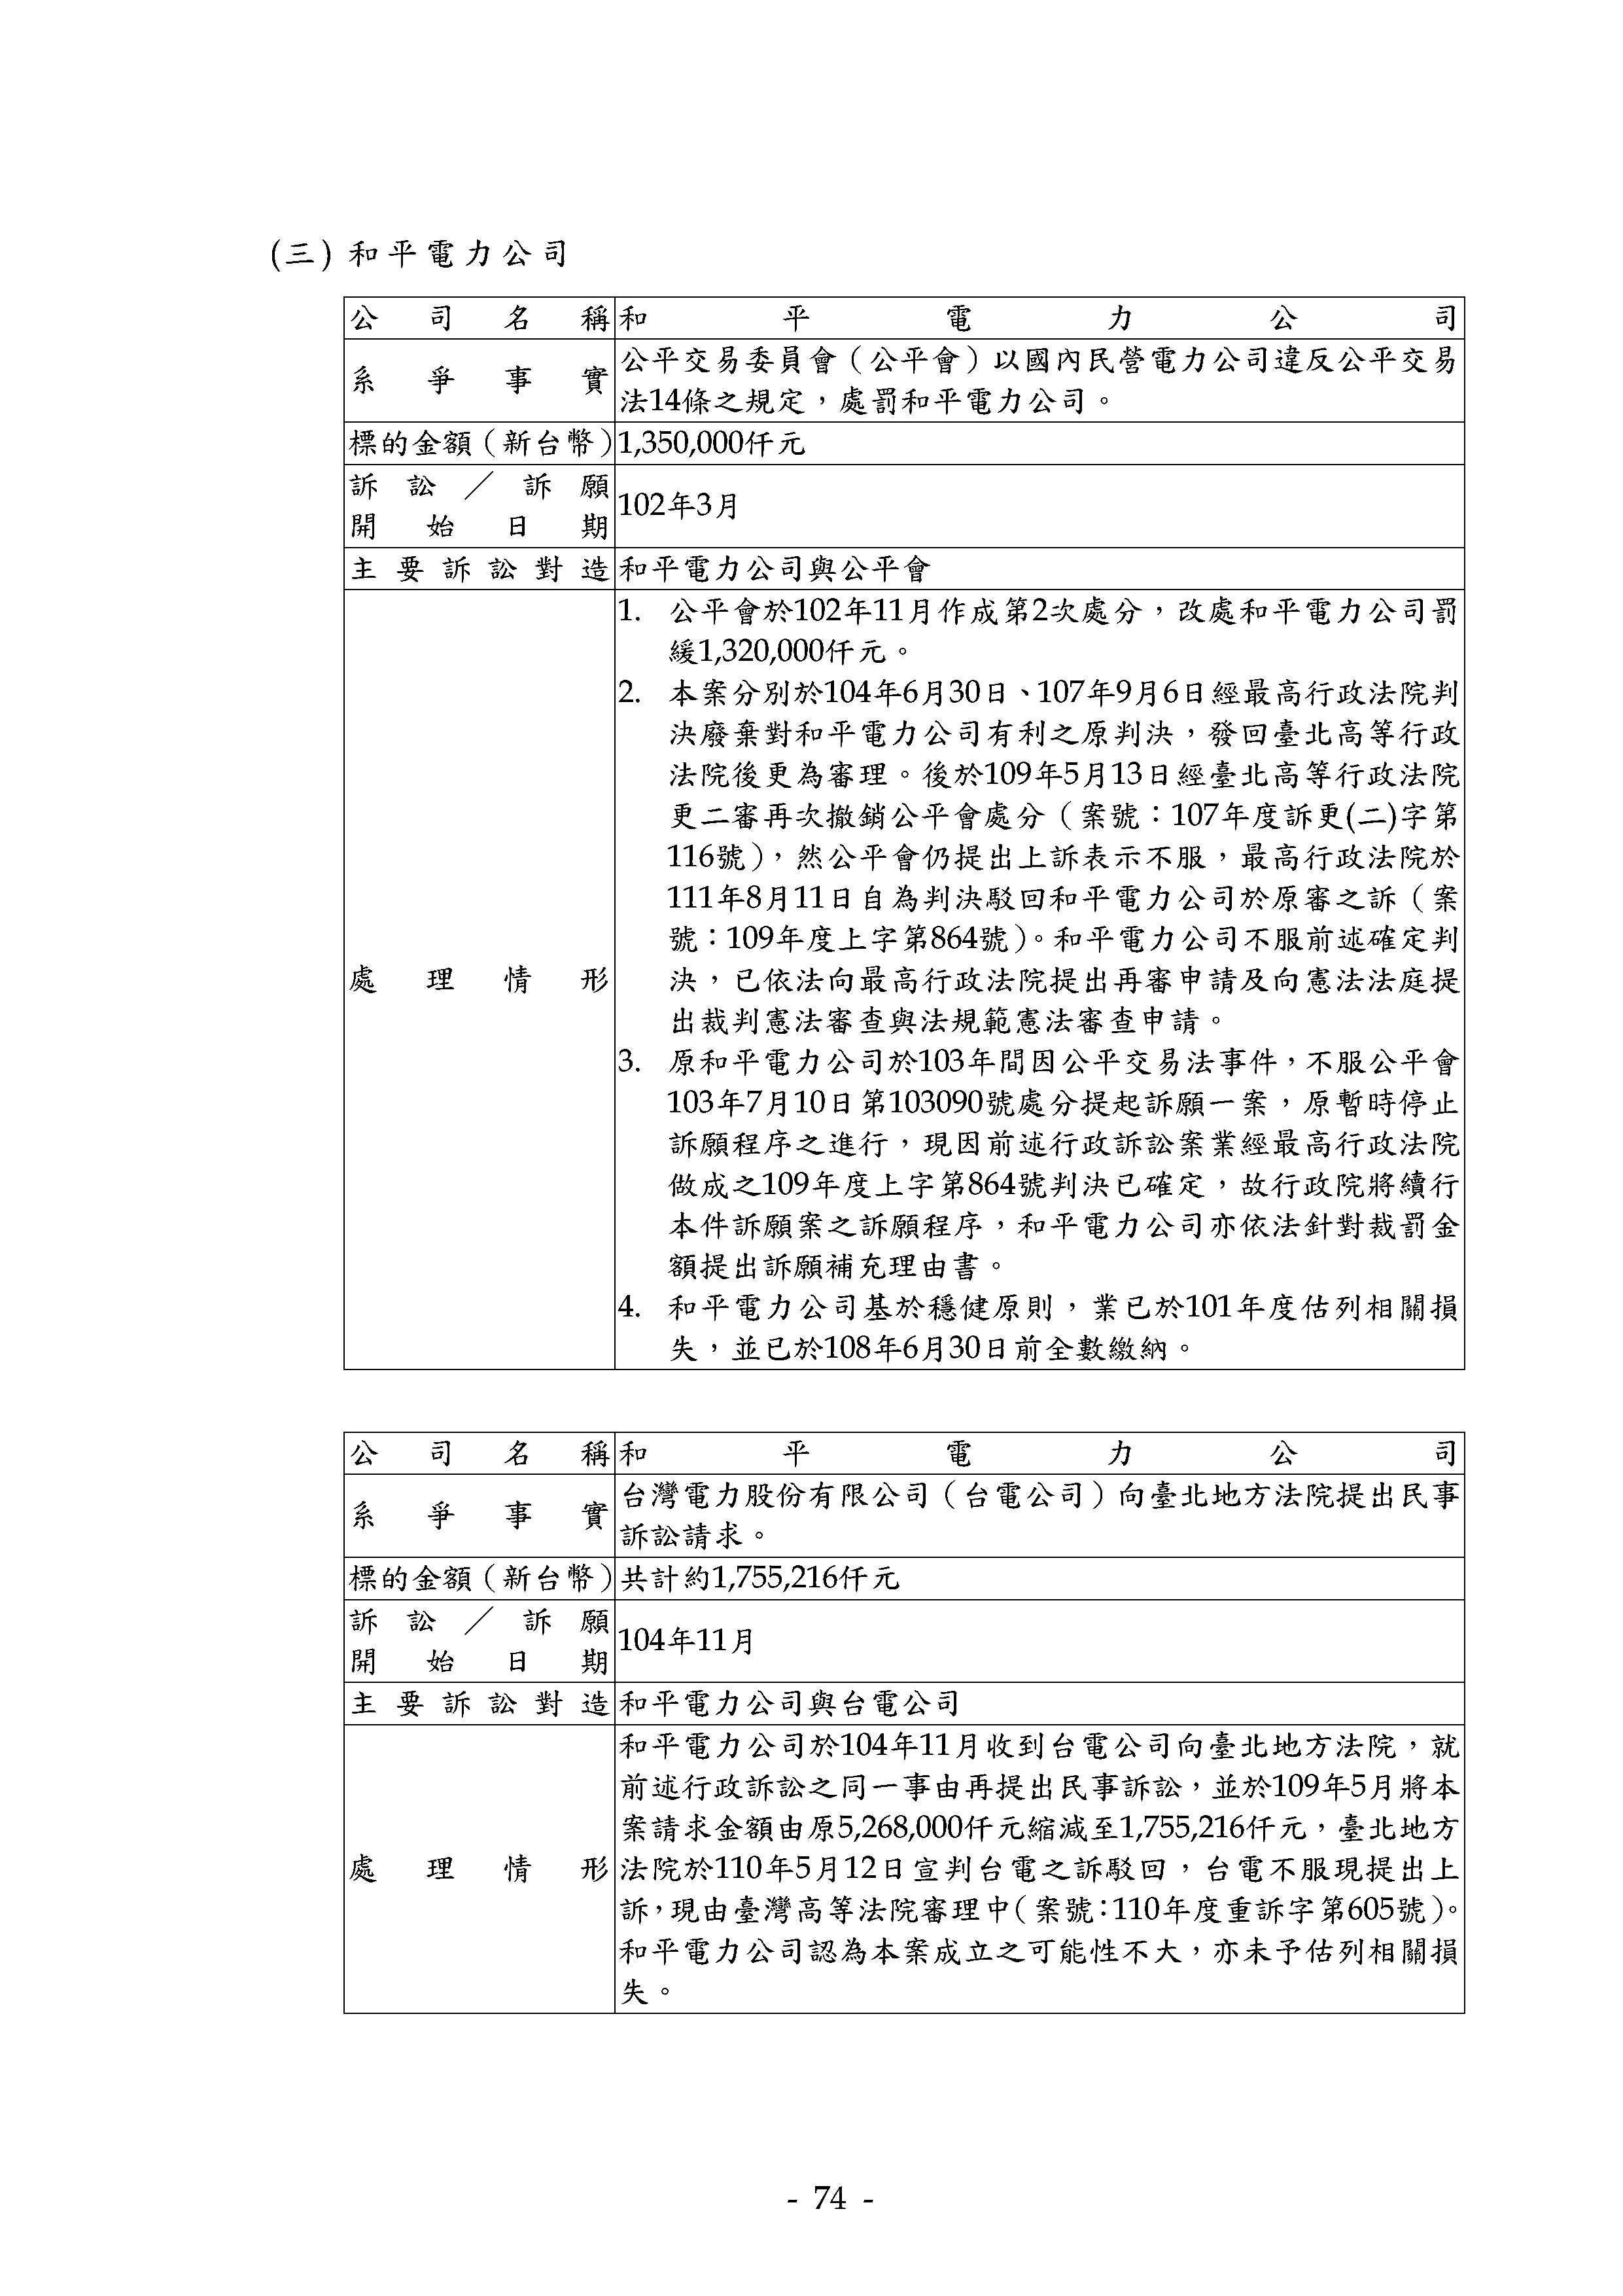 (三) 和平電力公司
公司名稱 和平電力公司
系爭事實 公平交易委員會（公平會）以國內民營電力公司違反公平交易
法14條之規定，處罰和平電力公司。
標的金額（新台幣） 1,350,000仟元
訴訟／訴願
開始日期 102年3月
主要訴訟對造 和平電力公司與公平會
處理情形
1. 公平會於102年11月作成第2次處分，改處和平電力公司罰
緩1,320,000仟元。
2. 本案分別於104年6月30日、107年9月6日經最高行政法院判
決廢棄對和平電力公司有利之原判決，發回臺北高等行政
法院後更為審理。後於109年5月13日經臺北高等行政法院
更二審再次撤銷公平會處分（案號：107年度訴更(二)字第
116號），然公平會仍提出上訴表示不服，最高行政法院於
111年8月11日自為判決駁回和平電力公司於原審之訴（案
號：109年度上字第864號）。和平電力公司不服前述確定判
決，已依法向最高行政法院提出再審申請及向憲法法庭提
出裁判憲法審查與法規範憲法審查申請。
3. 原和平電力公司於103年間因公平交易法事件，不服公平會
103年7月10日第103090號處分提起訴願一案，原暫時停止
訴願程序之進行，現因前述行政訴訟案業經最高行政法院
做成之109年度上字第864號判決已確定，故行政院將續行
本件訴願案之訴願程序，和平電力公司亦依法針對裁罰金
額提出訴願補充理由書。
4. 和平電力公司基於穩健原則，業已於101年度估列相關損
失，並已於108年6月30日前全數繳納。
公司名稱 和平電力公司
系爭事實 台灣電力股份有限公司（台電公司）向臺北地方法院提出民事
訴訟請求。
標的金額（新台幣） 共計約1,755,216仟元
訴訟／訴願
開始日期 104年11月
主要訴訟對造 和平電力公司與台電公司
處理情形
和平電力公司於104年11月收到台電公司向臺北地方法院，就
前述行政訴訟之同一事由再提出民事訴訟，並於109年5月將本
案請求金額由原5,268,000仟元縮減至1,755,216仟元，臺北地方
法院於110年5月12日宣判台電之訴駁回，台電不服現提出上
訴，現由臺灣高等法院審理中（案號：110年度重訴字第605號）。
和平電力公司認為本案成立之可能性不大，亦未予估列相關損
失。
- 74 -